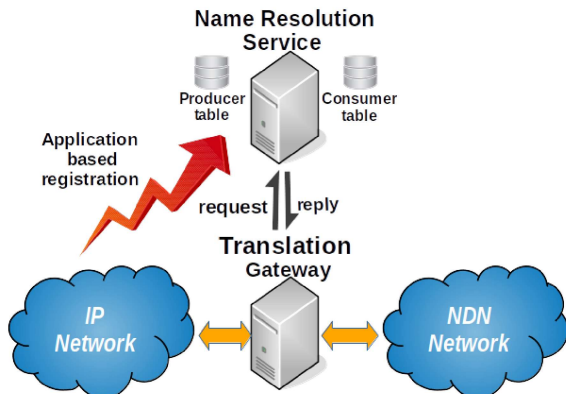 Name Resolution
Service
Producer
table
Consumer
table
Application
based
registration
request
reply
Translation
Gateway
IP
Network
NDN
Network